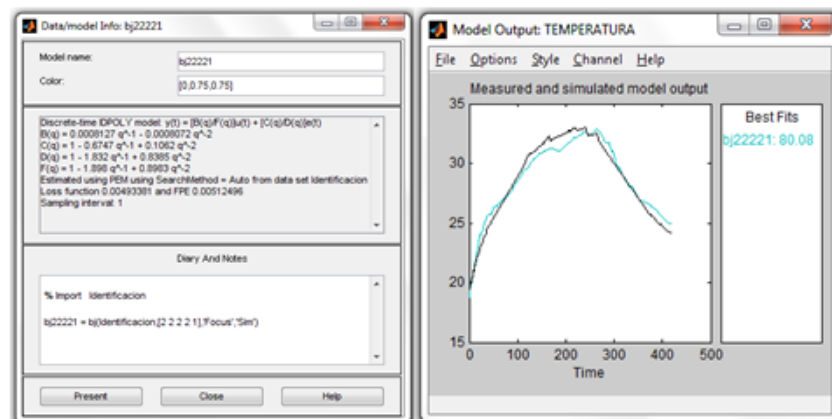 Data/model Info: bj22221
Model name:
bj22221
Color:
[0,0.75,0.75]
Discrete-time IDPOLY model: y(t) = [B(q)/F(q)]u(t) + [C(q)/D(q)]e(t)
B(q) = 0.0008127 q^-1 - 0.0008072 q^-2
C(q) = 1 - 0.6747 q^-1 + 0.1062 q^-2
D(q) = 1 - 1.832 q^-1 + 0.8385 q^-2
F(q) = 1 - 1.898 q^-1 + 0.8983 q^-2
Estimated using PEM using SearchMethod = Auto from data set Identificacion
Loss function 0.00493381 and FPE 0.00512496
Sampling interval: 1
Diary And Notes
% Import Identificacion
bj22221 = bj(Identificacion,[2 2 2 2 1],'Focus','Sim')
Present
Close
Help
Model Output: TEMPERATURA
File Options Style Channel Help
Measured and simulated model output
35
30
25
20
15
0 100 200 300 400 500
Time
Best Fits
bj22221: 80.08